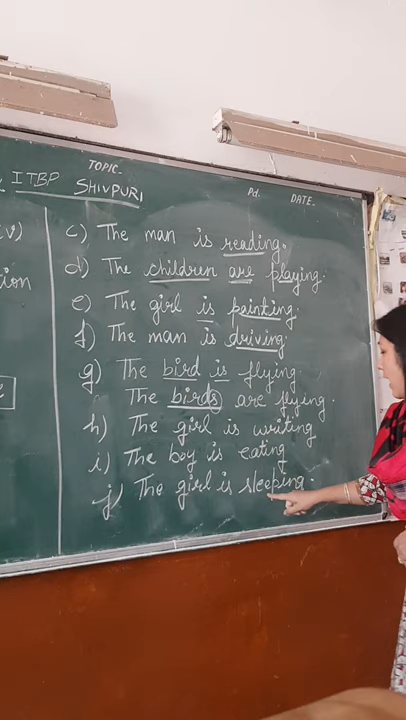 TOPIC-
ITBP SHIVPURI
Pd. DATE-
(v)
c) The man is reading.
d) The children are playing.
e) The girl is painting.
f) The man is driving.
g) The bird is flying
The birds are flying.
h) The girl is writing
i) The boy is eating
j) The girl is sleeping.